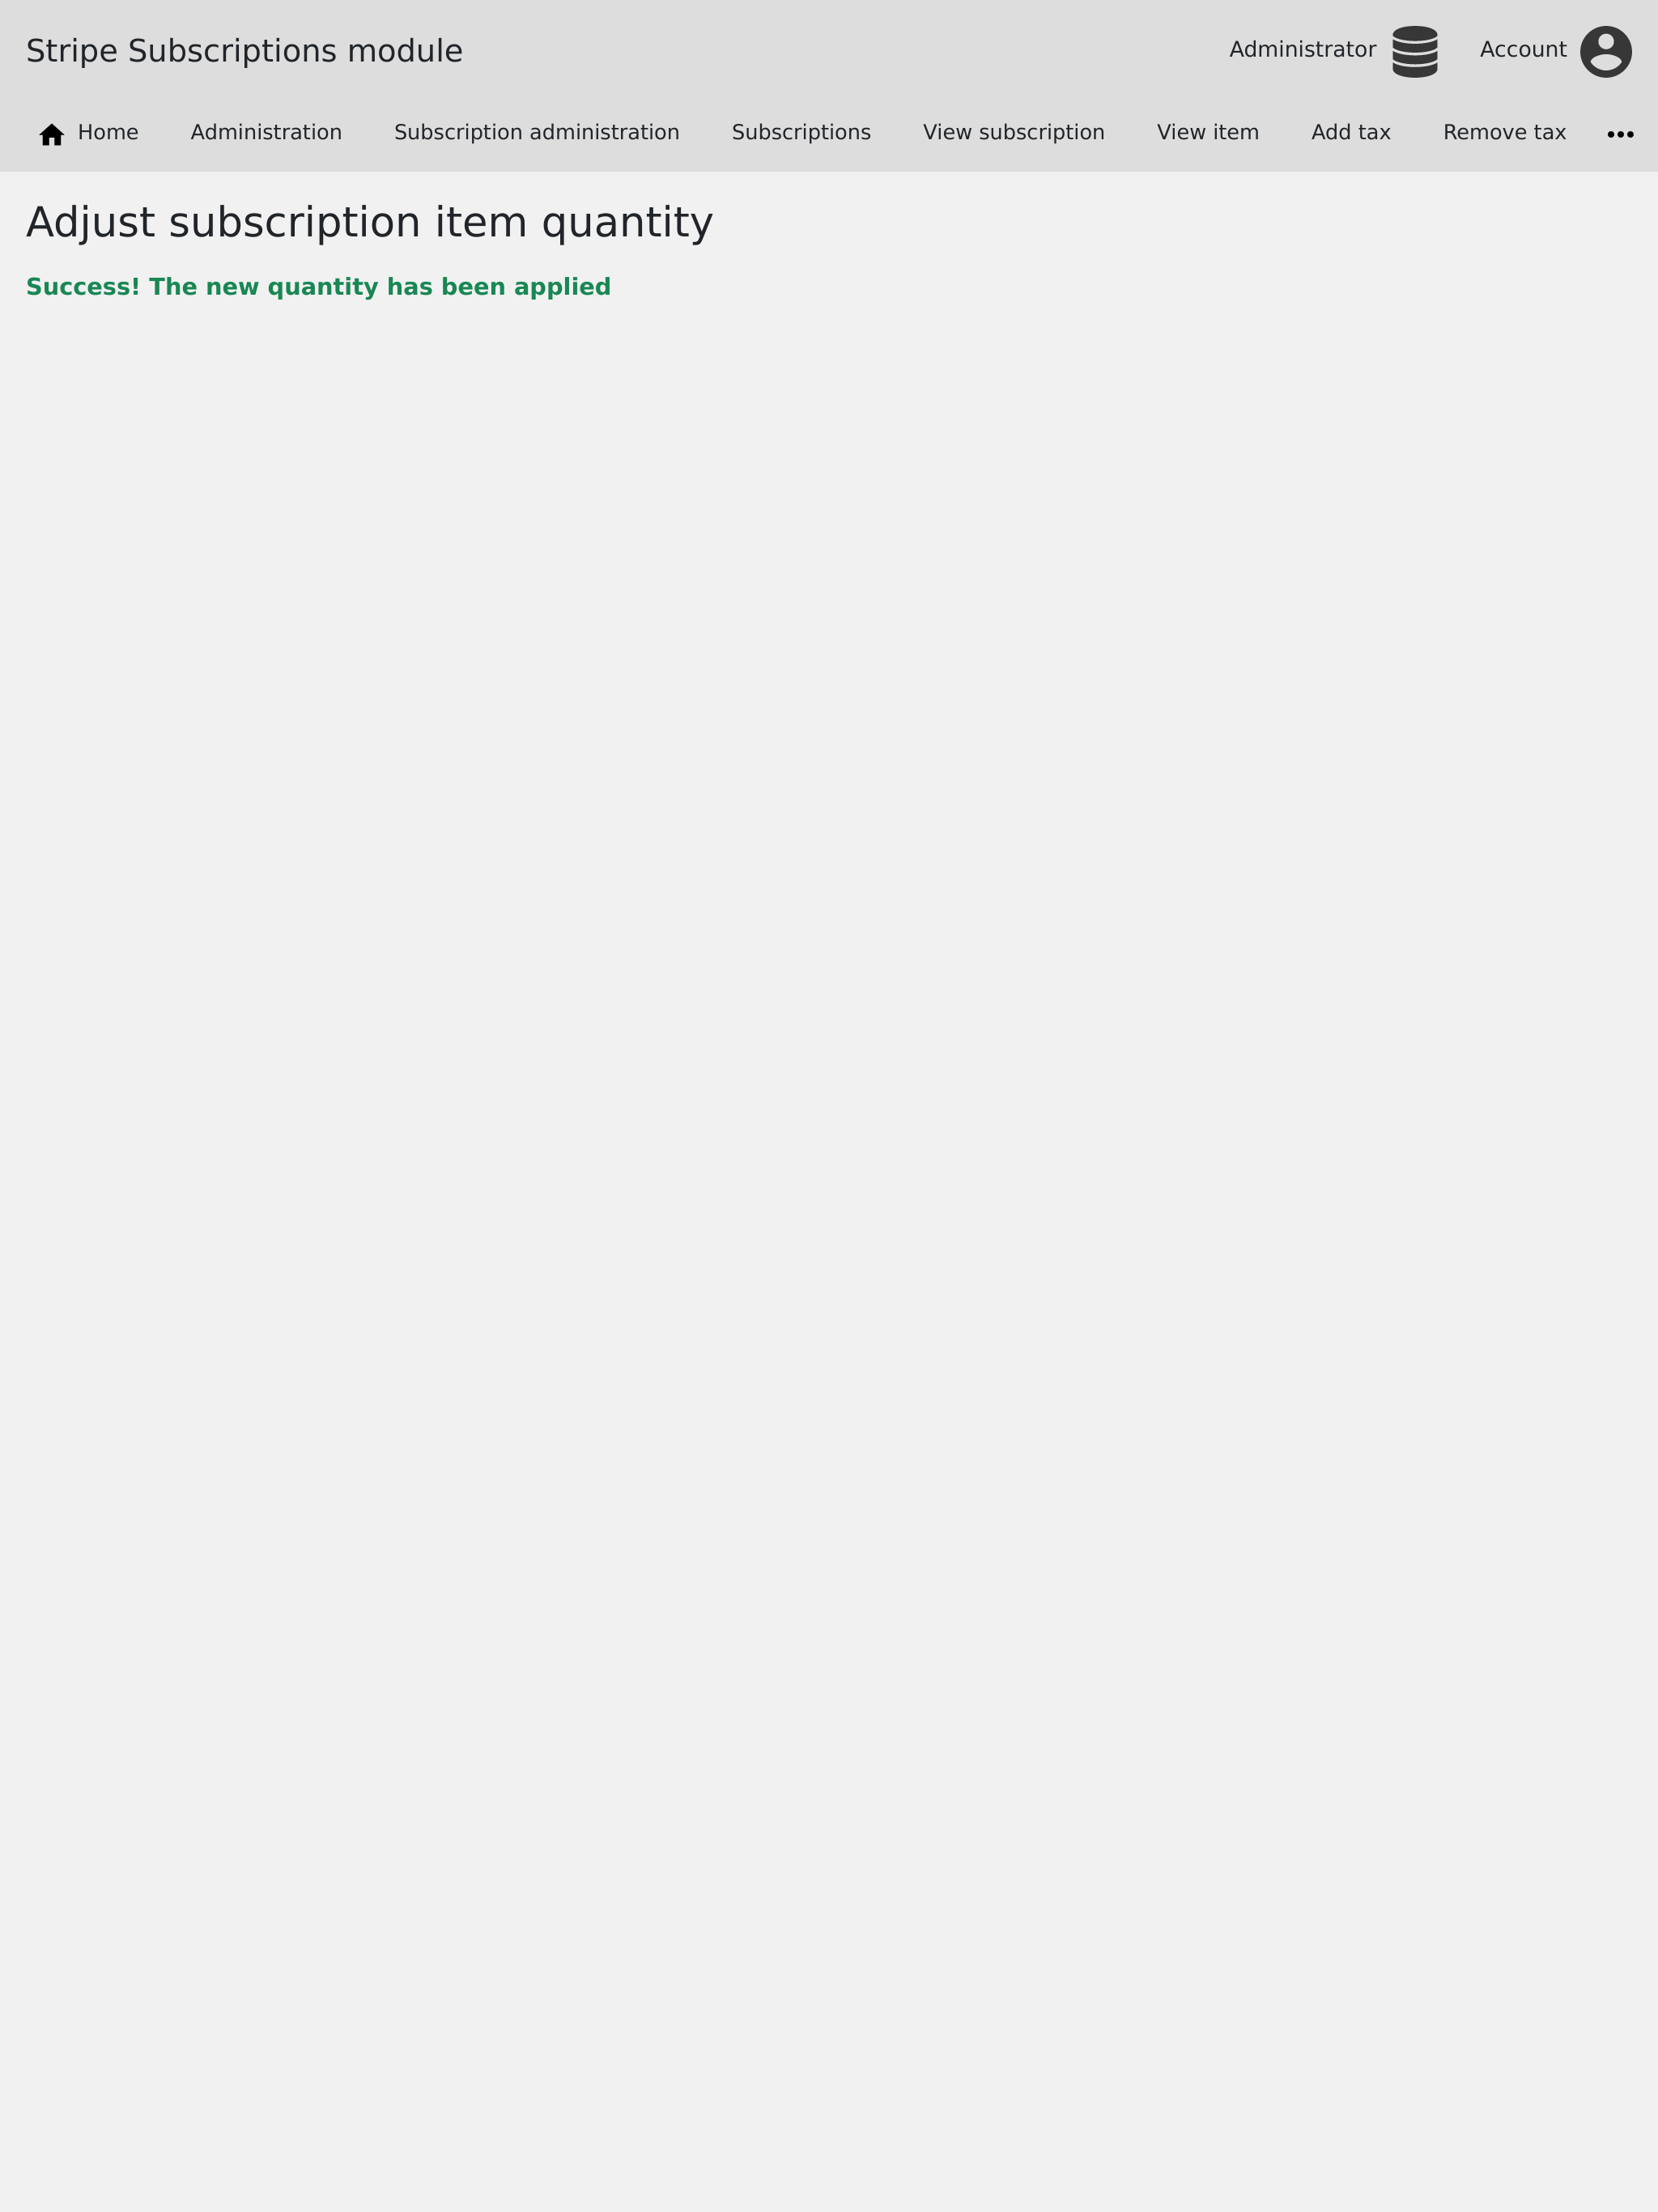 Stripe Subscriptions module
Administrator
Account
Home
Administration
Subscription administration
Subscriptions
View subscription
View item
Add tax
Remove tax
Adjust subscription item quantity
Success! The new quantity has been applied